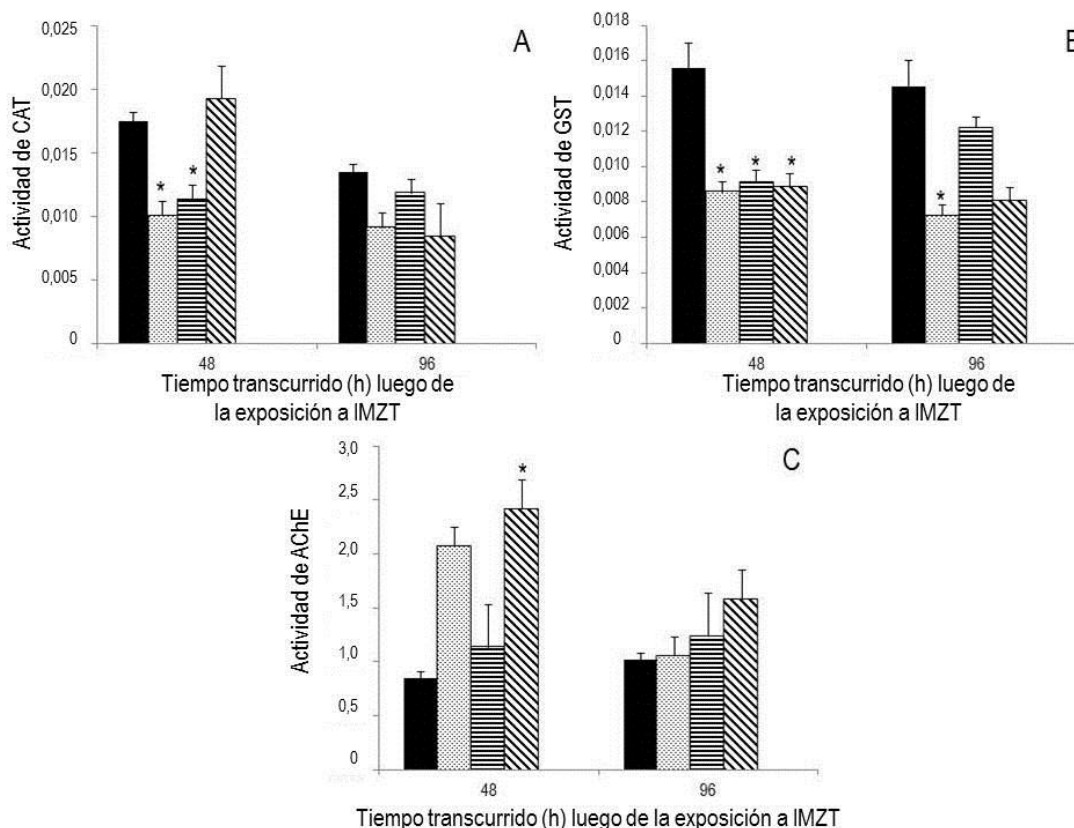 A
Actividad de CAT
0,025
0,020
0,015
0,010
0,005
0
* *
48 96
Tiempo transcurrido (h) luego de
la exposición a IMZT
B
Actividad de GST
0,018
0,016
0,014
0,012
0,010
0,008
0,006
0,004
0,002
0
* * * *
48 96
Tiempo transcurrido (h) luego de
la exposición a IMZT
C
Actividad de AChE
3,0
2,5
2,0
1,5
1,0
0,5
0
*
48 96
Tiempo transcurrido (h) luego de la exposición a IMZT